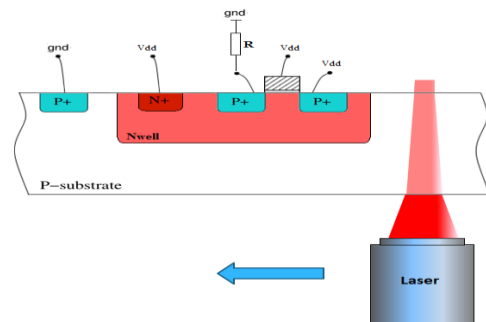 gnd
gnd
Vdd
R
Vdd
Vdd
P+
N+
P+
P+
Nwell
P-substrate
Laser